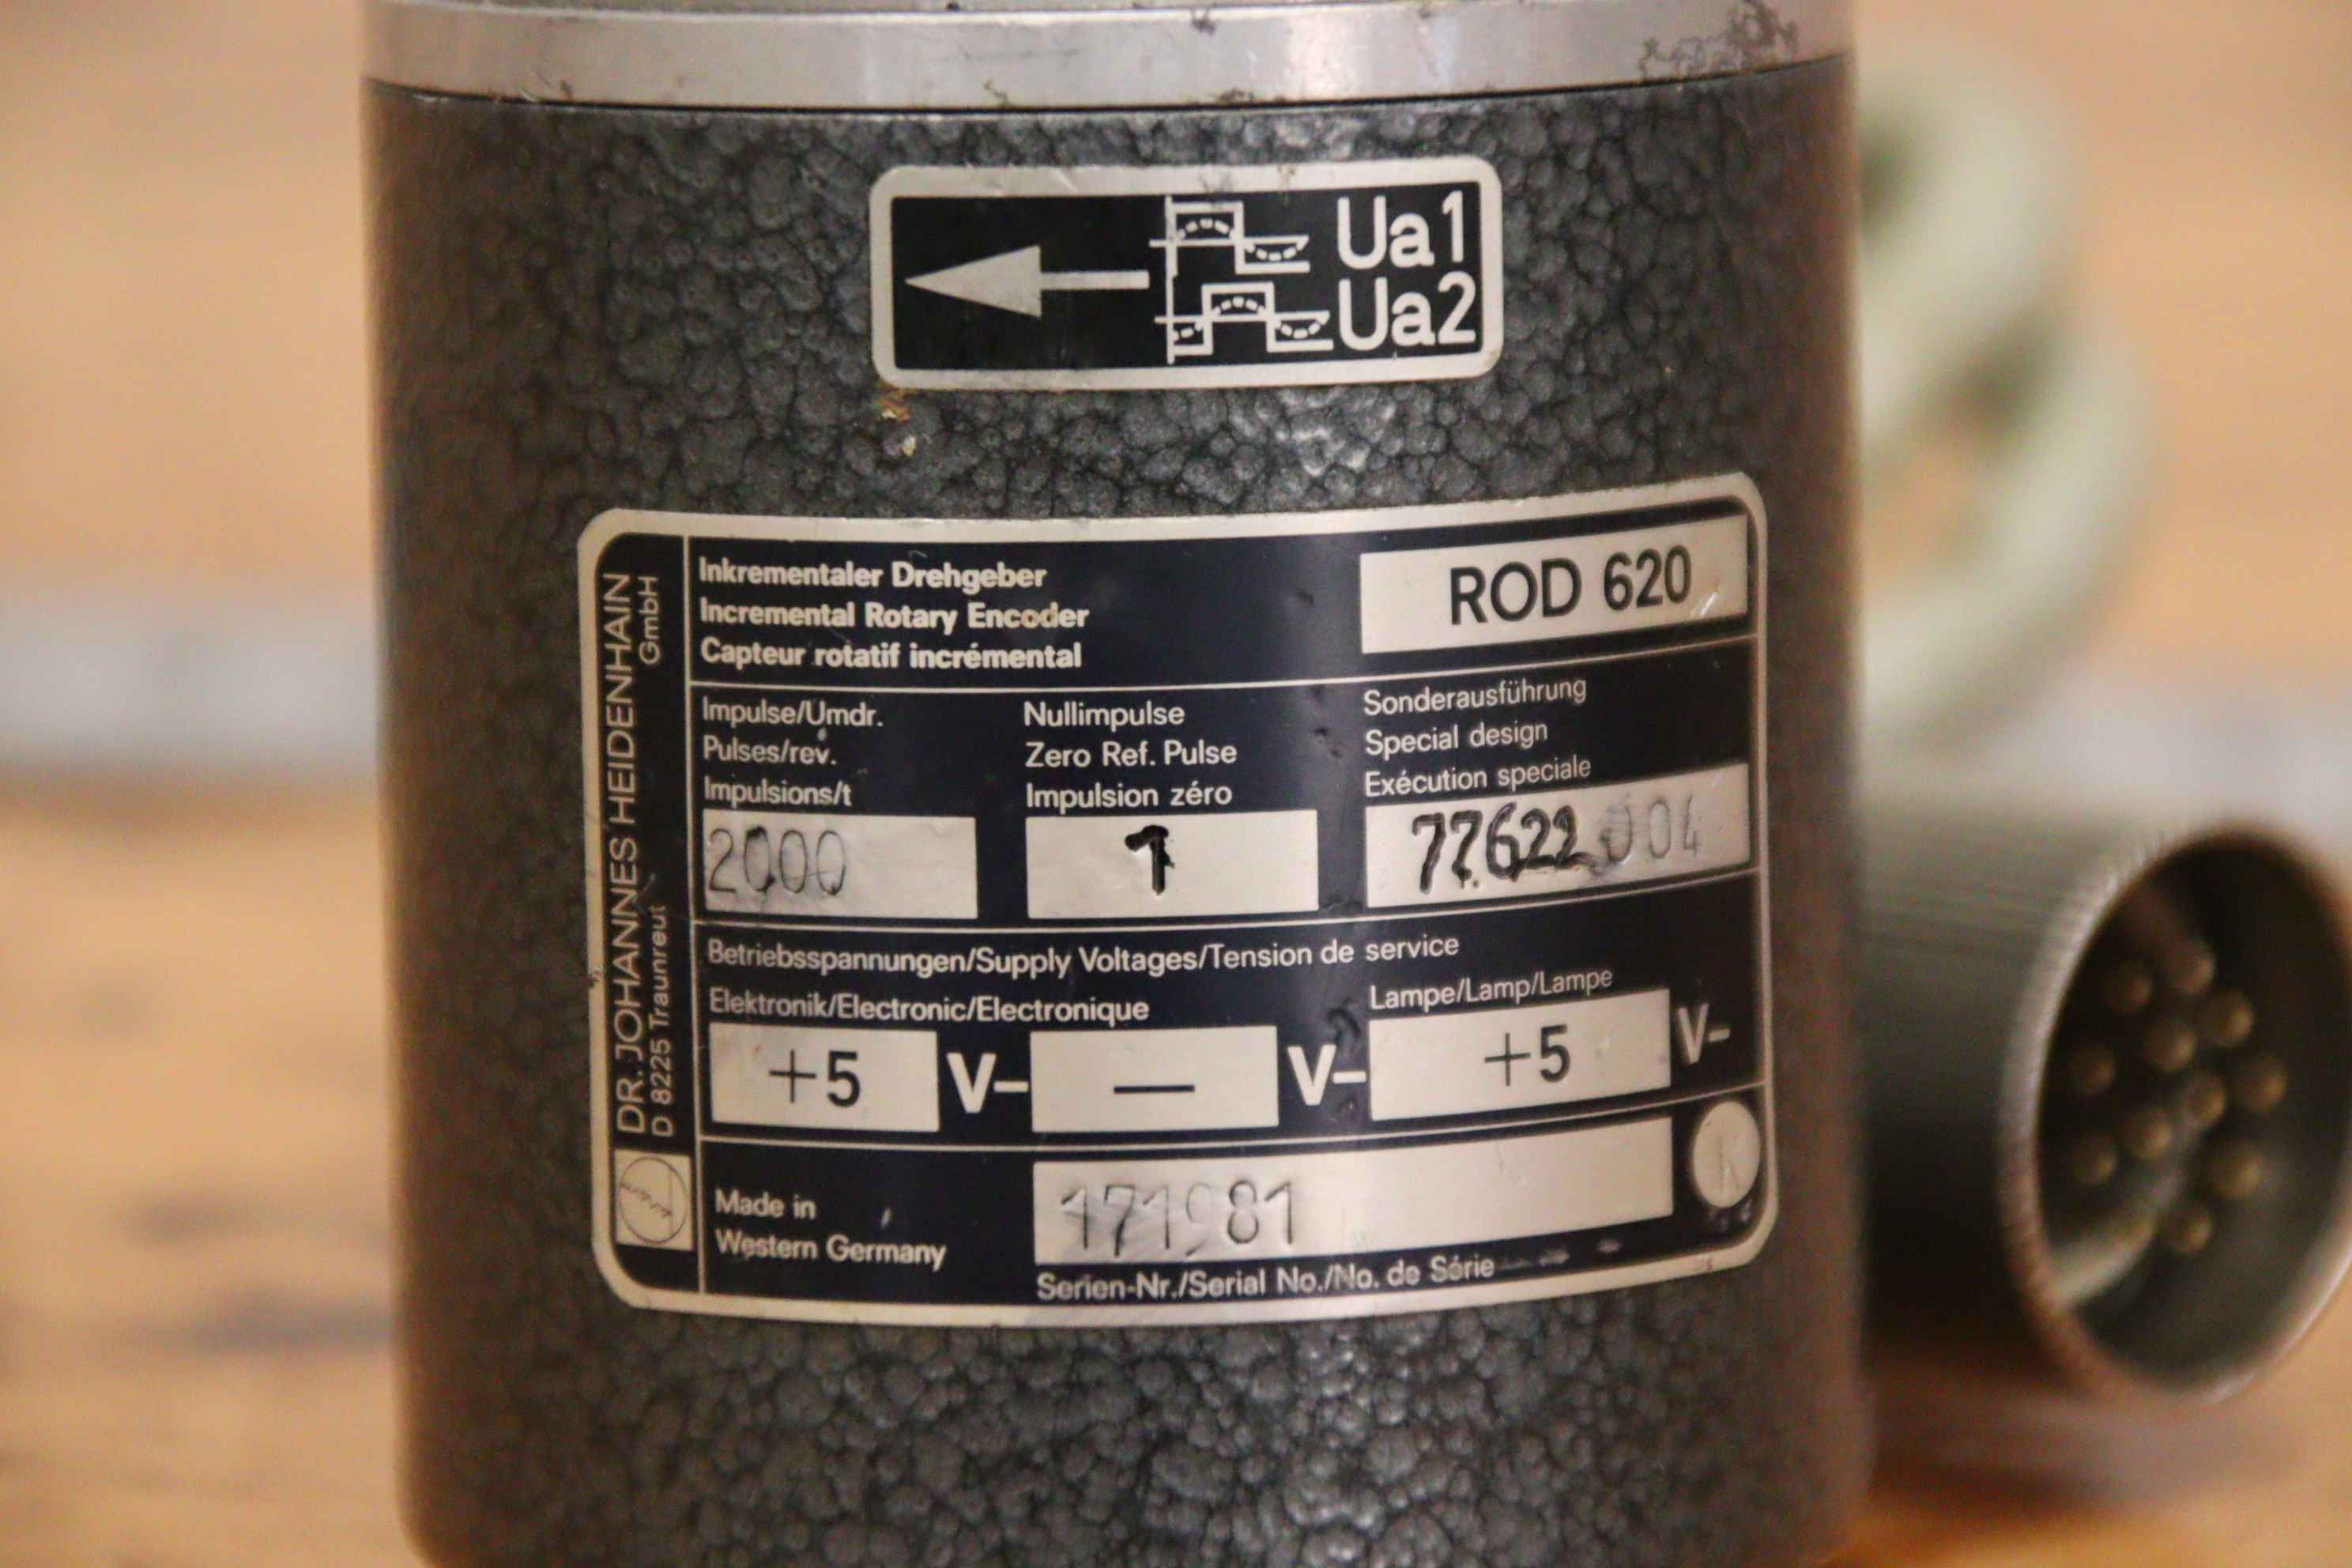 Ua1
Ua2
DR. JOHANNES HEIDENHAIN
GmbH
D 8225 Traunreut
Inkrementaler Drehgeber
Incremental Rotary Encoder
Capteur rotatif incrémental
ROD 620
Impulse/Umdr.
Pulses/rev.
Impulsions/t
2000
Nullimpulse
Zero Ref. Pulse
Impulsion zéro
1
Sonderausführung
Special design
Exécution speciale
77622 004
Betriebsspannungen/Supply Voltages/Tension de service
Elektronik/Electronic/Electronique
Lampe/Lamp/Lampe
+5 V- — V- +5 V-
Made in
Western Germany
171981
Serien-Nr./Serial No./No. de Série